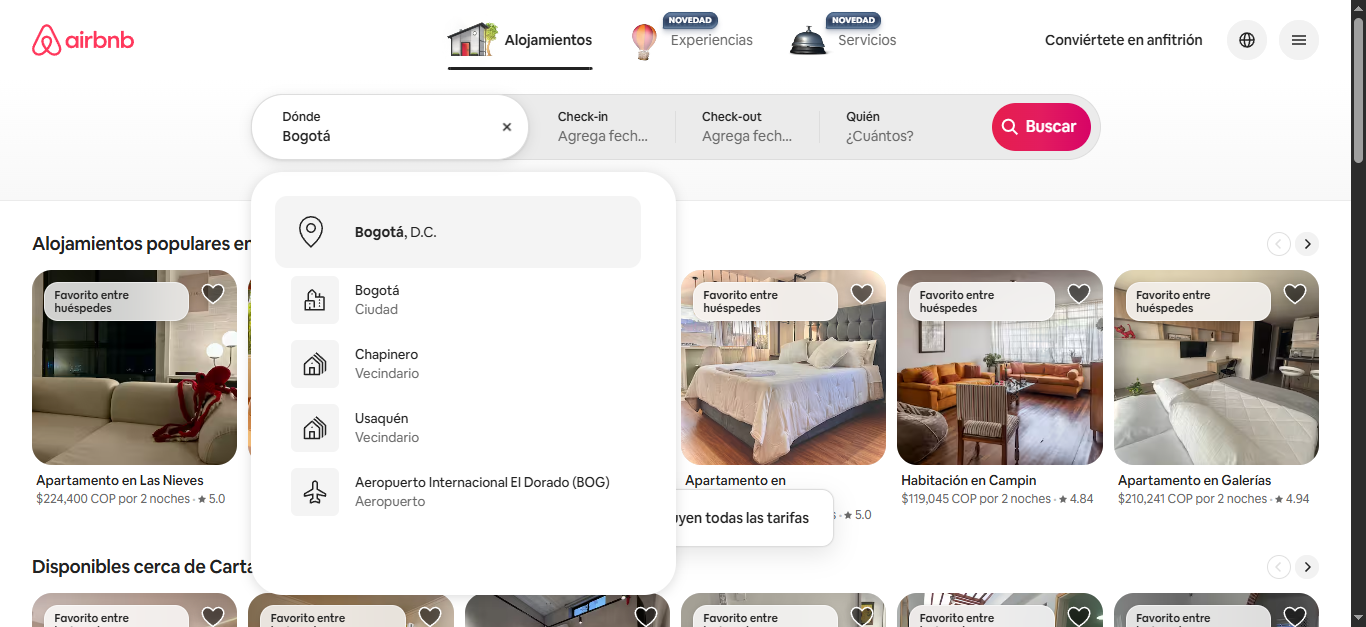 airbnb
Alojamientos
NOVEDAD
Experiencias
NOVEDAD
Servicios
Conviértete en anfitrión
Dónde
Bogotá
Check-in
Agrega fech...
Check-out
Agrega fech...
Quién
¿Cuántos?
Buscar
Bogotá, D.C.
Bogotá
Ciudad
Chapinero
Vecindario
Usaquén
Vecindario
Aeropuerto Internacional El Dorado (BOG)
Aeropuerto
Alojamientos populares en
Favorito entre
huéspedes
Favorito entre
huéspedes
Favorito entre
huéspedes
Favorito entre
huéspedes
Apartamento en Las Nieves
$224,400 COP por 2 noches · ★ 5.0
Apartamento en
· ★ 5.0
Habitación en Campin
$119,045 COP por 2 noches · ★ 4.84
Apartamento en Galerías
$210,241 COP por 2 noches · ★ 4.94
uyen todas las tarifas
Disponibles cerca de Carta
Favorito entre
Favorito entre
Favorito entre
Favorito entre
Favorito entre